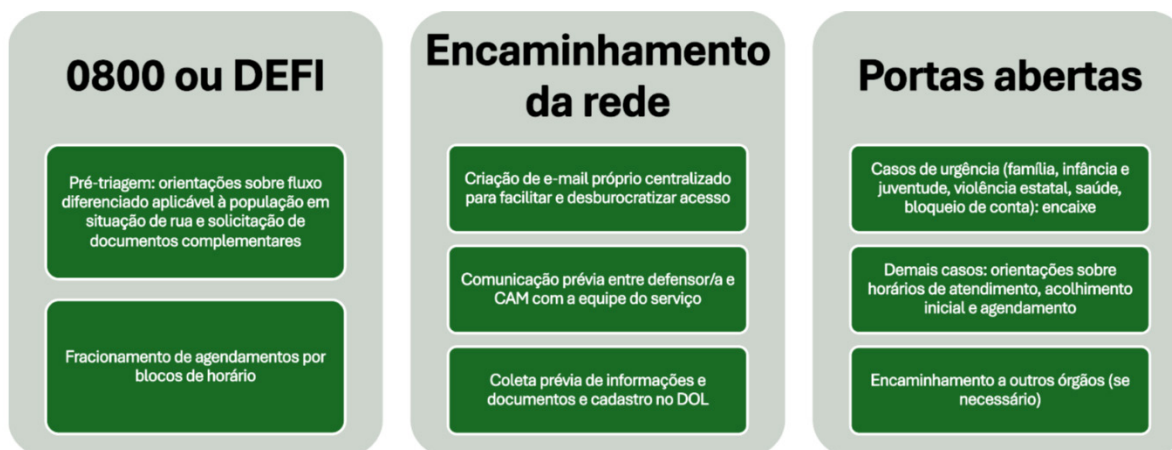 0800 ou DEFI
Pré-triagem: orientações sobre fluxo
diferenciado aplicável à população em
situação de rua e solicitação de
documentos complementares
Fracionamento de agendamentos por
blocos de horário
Encaminhamento
da rede
Criação de e-mail próprio centralizado
para facilitar e desburocratizar acesso
Comunicação prévia entre defensor/a e
CAM com a equipe do serviço
Coleta prévia de informações e
documentos e cadastro no DOL
Portas abertas
Casos de urgência (família, infância e
juventude, violência estatal, saúde,
bloqueio de conta): encaixe
Demais casos: orientações sobre
horários de atendimento, acolhimento
inicial e agendamento
Encaminhamento a outros órgãos (se
necessário)